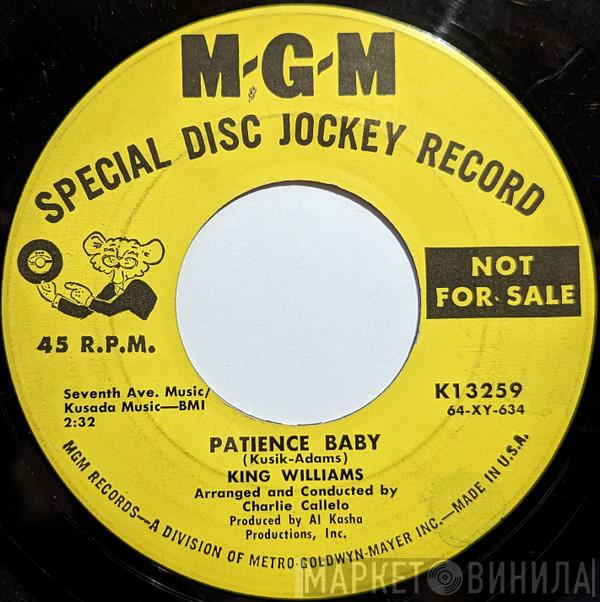 M-G-M
SPECIAL DISC JOCKEY RECORD
NOT
FOR SALE
45 R.P.M.
Seventh Ave. Music/
Kusada Music—BMI
2:32
K13259
64-XY-634
PATIENCE BABY
(Kusik-Adams)
KING WILLIAMS
Arranged and Conducted by
Charlie Callelo
Produced by Al Kasha
Productions, Inc.
MGM RECORDS—A DIVISION OF METRO-GOLDWYN-MAYER INC.—MADE IN U.S.A.
МАРКЕТ ВИНИЛА